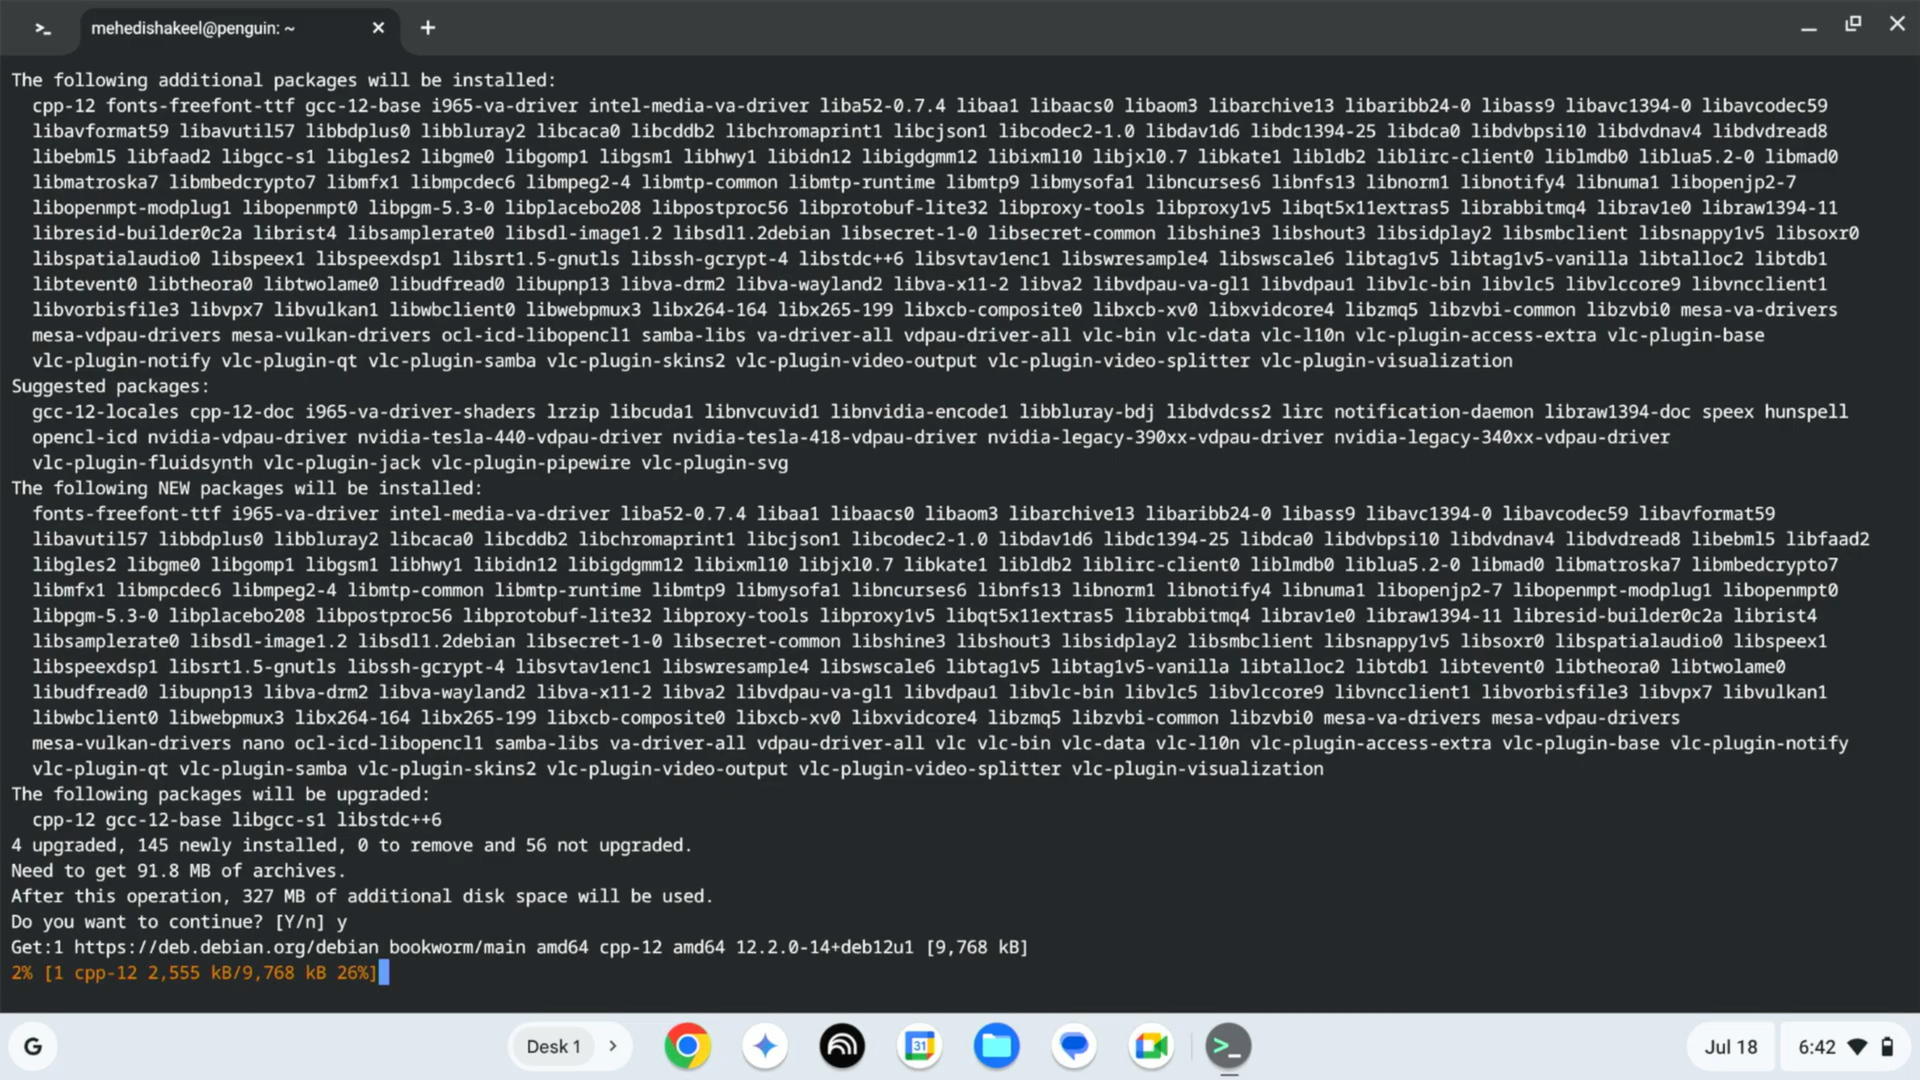 mehedishakeel@penguin: ~
The following additional packages will be installed:
cpp-12 fonts-freefont-ttf gcc-12-base i965-va-driver intel-media-va-driver liba52-0.7.4 libaa1 libaacs0 libaom3 libarchive13 libaribb24-0 libass9 libavc1394-0 libavcodec59
libavformat59 libavutil57 libbdplus0 libbluray2 libcaca0 libcddb2 libchromaprint1 libcjson1 libcodec2-1.0 libdav1d6 libdc1394-25 libdca0 libdvbpsi10 libdvdnav4 libdvdread8
libebml5 libfaad2 libgcc-s1 libgles2 libgme0 libgomp1 libgsm1 libhwy1 libidn12 libigdgmm12 libixml10 libjxl0.7 libkate1 libldb2 liblirc-client0 liblmdb0 liblua5.2-0 libmad0
libmatroska7 libmbedcrypto7 libmfx1 libmpcdec6 libmpeg2-4 libmtp-common libmtp-runtime libmtp9 libmysofa1 libncurses6 libnfs13 libnorm1 libnotify4 libnuma1 libopenjp2-7
libopenmpt-modplug1 libopenmpt0 libpgm-5.3-0 libplacebo208 libpostproc56 libprotobuf-lite32 libproxy-tools libproxy1v5 libqt5x11extras5 librabbitmq4 librav1e0 libraw1394-11
libresid-builder0c2a librist4 libsamplerate0 libsdl-image1.2 libsdl1.2debian libsecret-1-0 libsecret-common libshine3 libshout3 libsidplay2 libsmbclient libsnappy1v5 libsoxr0
libspatialaudio0 libspeex1 libspeexdsp1 libsrt1.5-gnutls libssh-gcrypt-4 libstdc++6 libsvtav1enc1 libswresample4 libswscale6 libtag1v5 libtag1v5-vanilla libtalloc2 libtdb1
libtevent0 libtheora0 libtwolame0 libudfread0 libupnp13 libva-drm2 libva-wayland2 libva-x11-2 libva2 libvdpau-va-gl1 libvdpau1 libvlc-bin libvlc5 libvlccore9 libvncclient1
libvorbisfile3 libvpx7 libvulkan1 libwbclient0 libwebpmux3 libx264-164 libx265-199 libxcb-composite0 libxcb-xv0 libxvidcore4 libzmq5 libzvbi-common libzvbi0 mesa-va-drivers
mesa-vdpau-drivers mesa-vulkan-drivers ocl-icd-libopencl1 samba-libs va-driver-all vdpau-driver-all vlc-bin vlc-data vlc-l10n vlc-plugin-access-extra vlc-plugin-base
vlc-plugin-notify vlc-plugin-qt vlc-plugin-samba vlc-plugin-skins2 vlc-plugin-video-output vlc-plugin-video-splitter vlc-plugin-visualization
Suggested packages:
gcc-12-locales cpp-12-doc i965-va-driver-shaders lrzip libcuda1 libnvcuvid1 libnvidia-encode1 libbluray-bdj libdvdcss2 lirc notification-daemon libraw1394-doc speex hunspell
opencl-icd nvidia-vdpau-driver nvidia-tesla-440-vdpau-driver nvidia-tesla-418-vdpau-driver nvidia-legacy-390xx-vdpau-driver nvidia-legacy-340xx-vdpau-driver
vlc-plugin-fluidsynth vlc-plugin-jack vlc-plugin-pipewire vlc-plugin-svg
The following NEW packages will be installed:
fonts-freefont-ttf i965-va-driver intel-media-va-driver liba52-0.7.4 libaa1 libaacs0 libaom3 libarchive13 libaribb24-0 libass9 libavc1394-0 libavcodec59 libavformat59
libavutil57 libbdplus0 libbluray2 libcaca0 libcddb2 libchromaprint1 libcjson1 libcodec2-1.0 libdav1d6 libdc1394-25 libdca0 libdvbpsi10 libdvdnav4 libdvdread8 libebml5 libfaad2
libgles2 libgme0 libgomp1 libgsm1 libhwy1 libidn12 libigdgmm12 libixml10 libjxl0.7 libkate1 libldb2 liblirc-client0 liblmdb0 liblua5.2-0 libmad0 libmatroska7 libmbedcrypto7
libmfx1 libmpcdec6 libmpeg2-4 libmtp-common libmtp-runtime libmtp9 libmysofa1 libncurses6 libnfs13 libnorm1 libnotify4 libnuma1 libopenjp2-7 libopenmpt-modplug1 libopenmpt0
libpgm-5.3-0 libplacebo208 libpostproc56 libprotobuf-lite32 libproxy-tools libproxy1v5 libqt5x11extras5 librabbitmq4 librav1e0 libraw1394-11 libresid-builder0c2a librist4
libsamplerate0 libsdl-image1.2 libsdl1.2debian libsecret-1-0 libsecret-common libshine3 libshout3 libsidplay2 libsmbclient libsnappy1v5 libsoxr0 libspatialaudio0 libspeex1
libspeexdsp1 libsrt1.5-gnutls libssh-gcrypt-4 libsvtav1enc1 libswresample4 libswscale6 libtag1v5 libtag1v5-vanilla libtalloc2 libtdb1 libtevent0 libtheora0 libtwolame0
libudfread0 libupnp13 libva-drm2 libva-wayland2 libva-x11-2 libva2 libvdpau-va-gl1 libvdpau1 libvlc-bin libvlc5 libvlccore9 libvncclient1 libvorbisfile3 libvpx7 libvulkan1
libwbclient0 libwebpmux3 libx264-164 libx265-199 libxcb-composite0 libxcb-xv0 libxvidcore4 libzmq5 libzvbi-common libzvbi0 mesa-va-drivers mesa-vdpau-drivers
mesa-vulkan-drivers nano ocl-icd-libopencl1 samba-libs va-driver-all vdpau-driver-all vlc vlc-bin vlc-data vlc-l10n vlc-plugin-access-extra vlc-plugin-base vlc-plugin-notify
vlc-plugin-qt vlc-plugin-samba vlc-plugin-skins2 vlc-plugin-video-output vlc-plugin-video-splitter vlc-plugin-visualization
The following packages will be upgraded:
cpp-12 gcc-12-base libgcc-s1 libstdc++6
4 upgraded, 145 newly installed, 0 to remove and 56 not upgraded.
Need to get 91.8 MB of archives.
After this operation, 327 MB of additional disk space will be used.
Do you want to continue? [Y/n] y
Get:1 https://deb.debian.org/debian bookworm/main amd64 cpp-12 amd64 12.2.0-14+deb12u1 [9,768 kB]
2% [1 cpp-12 2,555 kB/9,768 kB 26%]
G
Desk 1
31
Jul 18
6:42